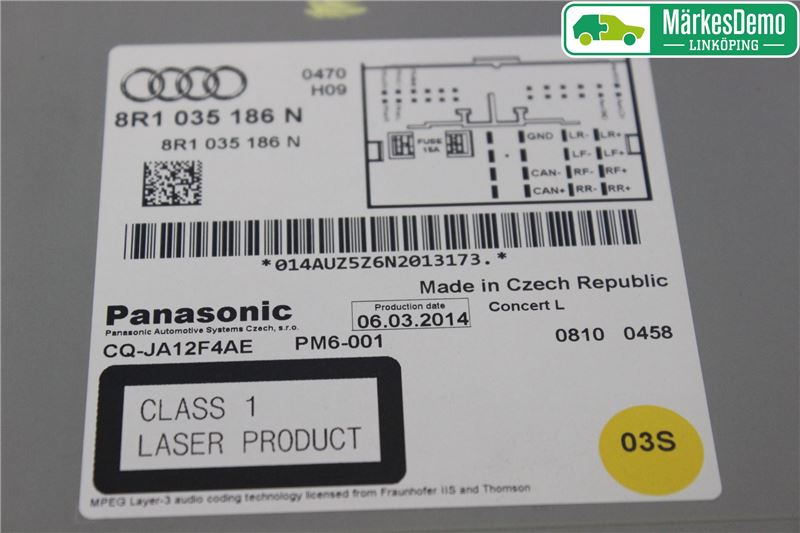 MärkesDemo
LINKÖPING
0470
H09
8R1 035 186 N
8R1 035 186 N
FUSE
15A
GND LR- LR+
LF- LF+
CAN- RF- RF+
CAN+ RR- RR+
*014AUZ5Z6N2013173.*
Made in Czech Republic
Panasonic
Panasonic Automotive Systems Czech, s.r.o.
Production date
06.03.2014
Concert L
CQ-JA12F4AE PM6-001
0810 0458
CLASS 1
LASER PRODUCT
03S
MPEG Layer-3 audio coding technology licensed from Fraunhofer IIS and Thomson